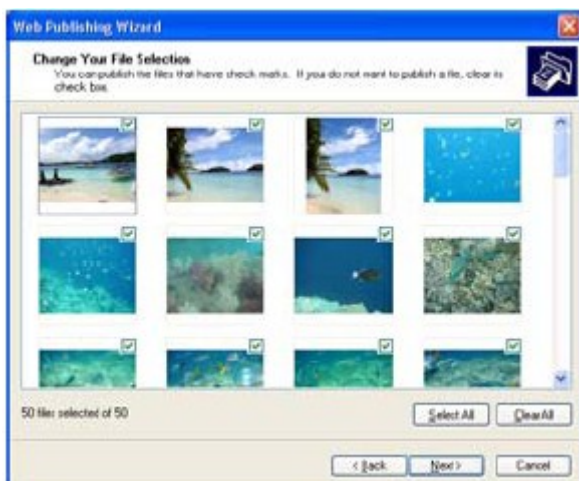 Web Publishing Wizard
Change Your File Selection
You can publish the files that have check marks. If you do not want to publish a file, clear is
check box.
50 files selected of 50
Select All
Clear All
< Back
Next >
Cancel